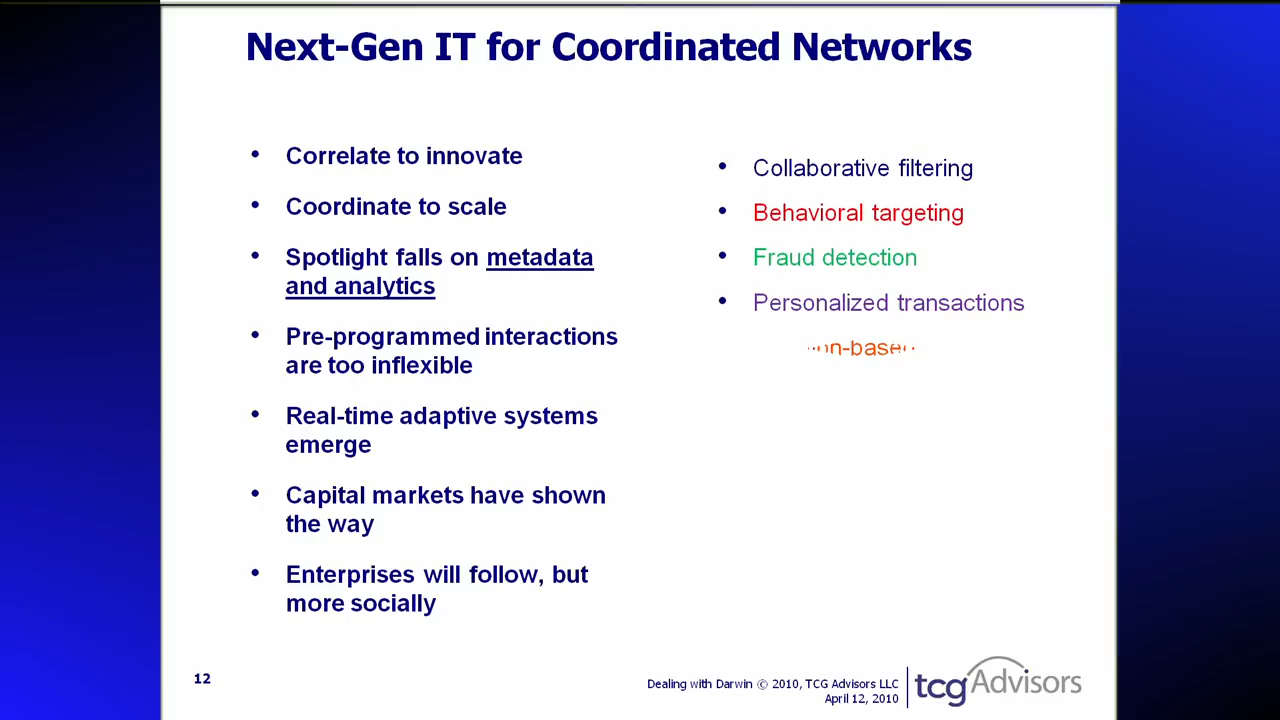 Next-Gen IT for Coordinated Networks
• Correlate to innovate
• Coordinate to scale
• Spotlight falls on metadata
and analytics
• Pre-programmed interactions
are too inflexible
• Real-time adaptive systems
emerge
• Capital markets have shown
the way
• Enterprises will follow, but
more socially
• Collaborative filtering
• Behavioral targeting
• Fraud detection
• Personalized transactions
12
Dealing with Darwin © 2010, TCG Advisors LLC
April 12, 2010
tcg Advisors